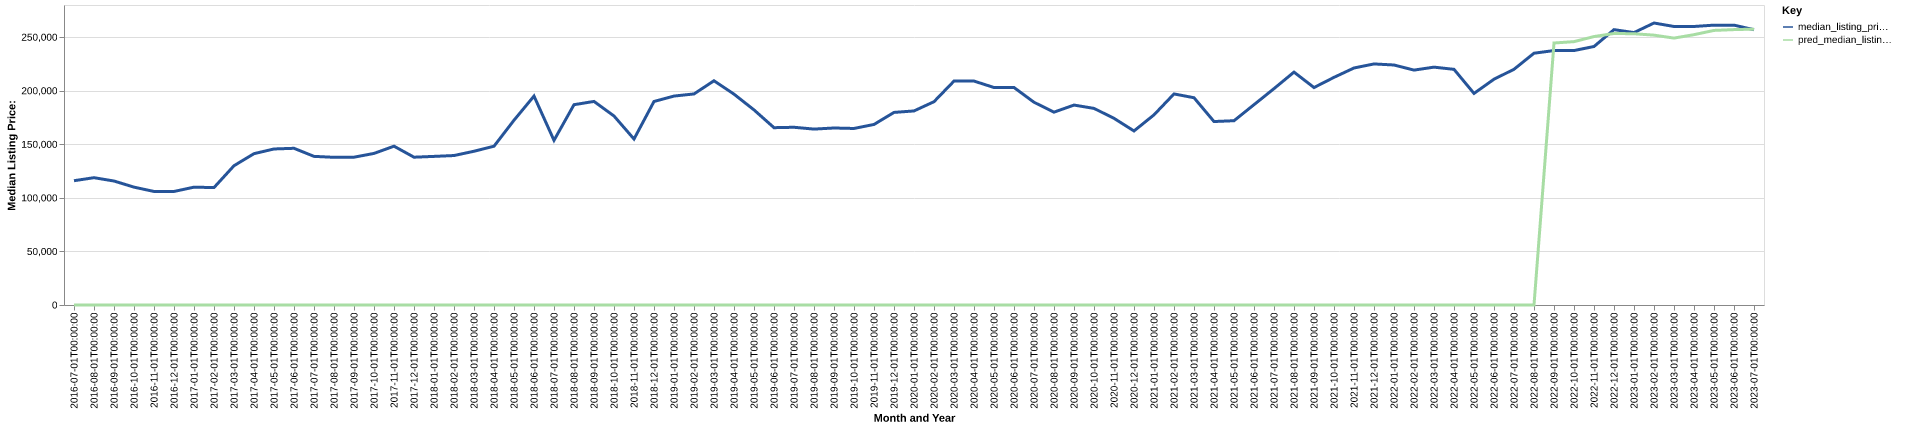 Key
median_listing_pri…
pred_median_listin…
Median Listing Price:
250,000
200,000
150,000
100,000
50,000
0
2016-07-01T00:00:00
2016-08-01T00:00:00
2016-09-01T00:00:00
2016-10-01T00:00:00
2016-11-01T00:00:00
2016-12-01T00:00:00
2017-01-01T00:00:00
2017-02-01T00:00:00
2017-03-01T00:00:00
2017-04-01T00:00:00
2017-05-01T00:00:00
2017-06-01T00:00:00
2017-07-01T00:00:00
2017-08-01T00:00:00
2017-09-01T00:00:00
2017-10-01T00:00:00
2017-11-01T00:00:00
2017-12-01T00:00:00
2018-01-01T00:00:00
2018-02-01T00:00:00
2018-03-01T00:00:00
2018-04-01T00:00:00
2018-05-01T00:00:00
2018-06-01T00:00:00
2018-07-01T00:00:00
2018-08-01T00:00:00
2018-09-01T00:00:00
2018-10-01T00:00:00
2018-11-01T00:00:00
2018-12-01T00:00:00
2019-01-01T00:00:00
2019-02-01T00:00:00
2019-03-01T00:00:00
2019-04-01T00:00:00
2019-05-01T00:00:00
2019-06-01T00:00:00
2019-07-01T00:00:00
2019-08-01T00:00:00
2019-09-01T00:00:00
2019-10-01T00:00:00
2019-11-01T00:00:00
2019-12-01T00:00:00
2020-01-01T00:00:00
2020-02-01T00:00:00
2020-03-01T00:00:00
2020-04-01T00:00:00
2020-05-01T00:00:00
2020-06-01T00:00:00
2020-07-01T00:00:00
2020-08-01T00:00:00
2020-09-01T00:00:00
2020-10-01T00:00:00
2020-11-01T00:00:00
2020-12-01T00:00:00
2021-01-01T00:00:00
2021-02-01T00:00:00
2021-03-01T00:00:00
2021-04-01T00:00:00
2021-05-01T00:00:00
2021-06-01T00:00:00
2021-07-01T00:00:00
2021-08-01T00:00:00
2021-09-01T00:00:00
2021-10-01T00:00:00
2021-11-01T00:00:00
2021-12-01T00:00:00
2022-01-01T00:00:00
2022-02-01T00:00:00
2022-03-01T00:00:00
2022-04-01T00:00:00
2022-05-01T00:00:00
2022-06-01T00:00:00
2022-07-01T00:00:00
2022-08-01T00:00:00
2022-09-01T00:00:00
2022-10-01T00:00:00
2022-11-01T00:00:00
2022-12-01T00:00:00
2023-01-01T00:00:00
2023-02-01T00:00:00
2023-03-01T00:00:00
2023-04-01T00:00:00
2023-05-01T00:00:00
2023-06-01T00:00:00
2023-07-01T00:00:00
Month and Year